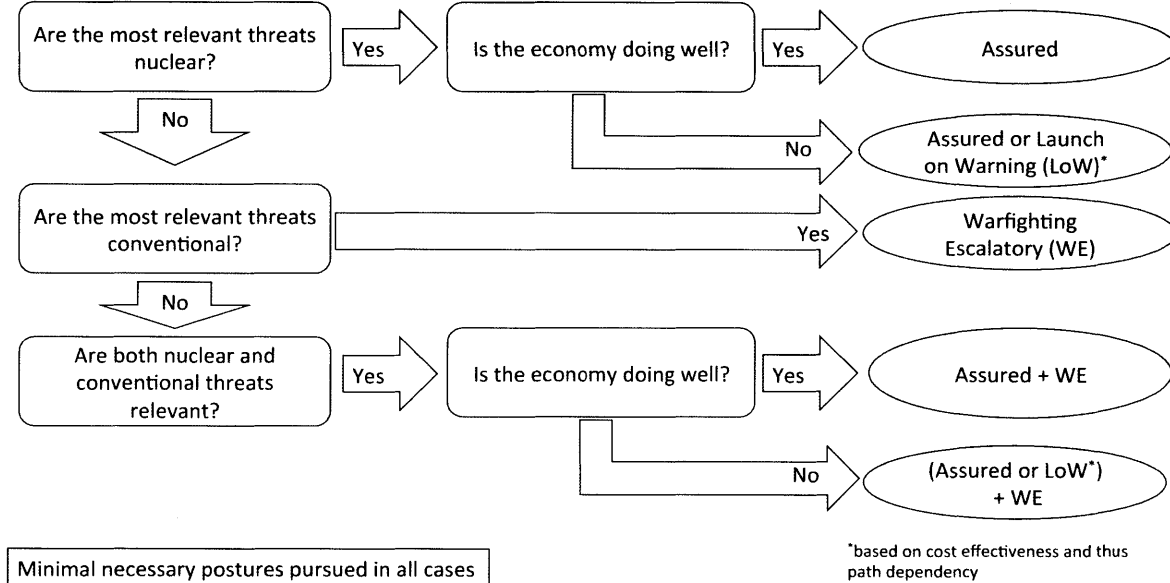 Are the most relevant threats
nuclear?
Yes
Is the economy doing well?
Yes
Assured
No
No
Assured or Launch
on Warning (LoW)*
Are the most relevant threats
conventional?
Yes
Warfighting
Escalatory (WE)
No
Are both nuclear and
conventional threats
relevant?
Yes
Is the economy doing well?
Yes
Assured + WE
No
(Assured or LoW*)
+ WE
Minimal necessary postures pursued in all cases
*based on cost effectiveness and thus
path dependency